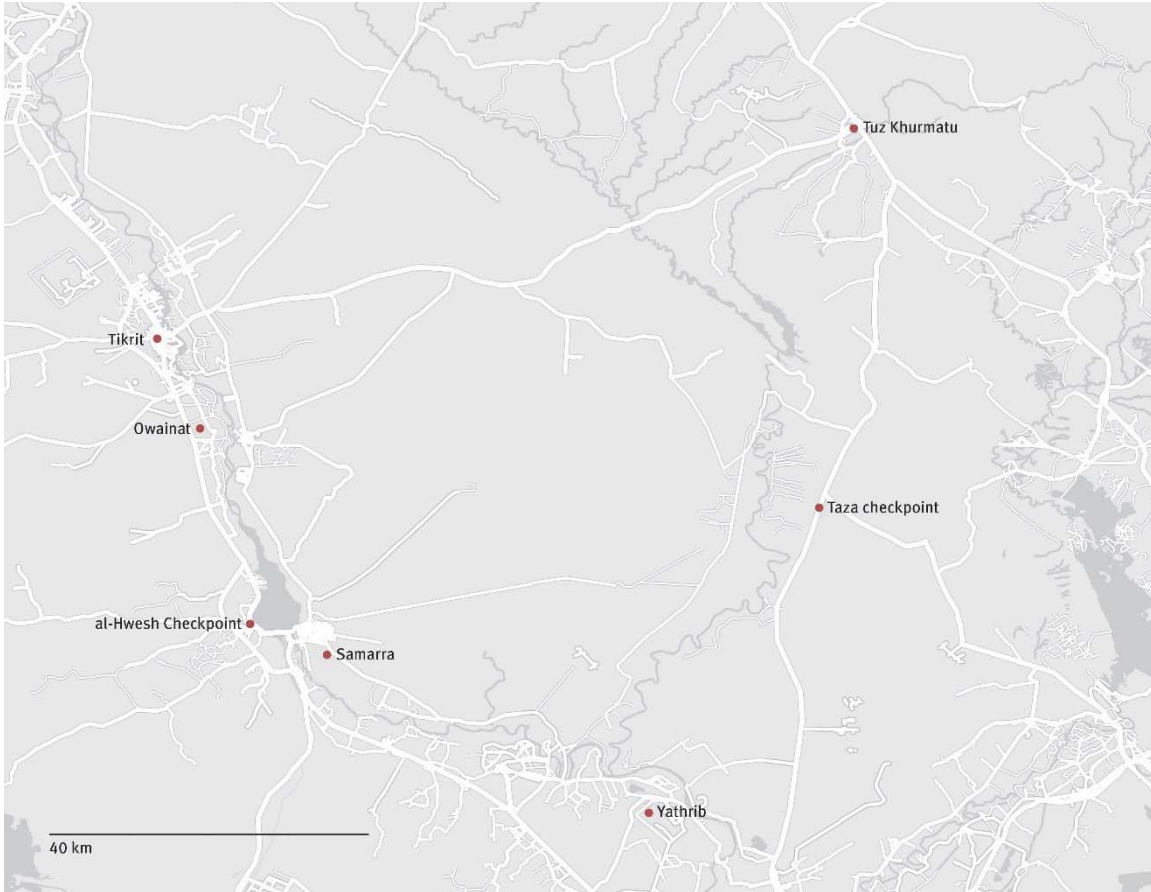 Tuz Khurmatu
Tikrit
Owainat
Taza checkpoint
al-Hwesh Checkpoint
Samarra
Yathrib
40 km